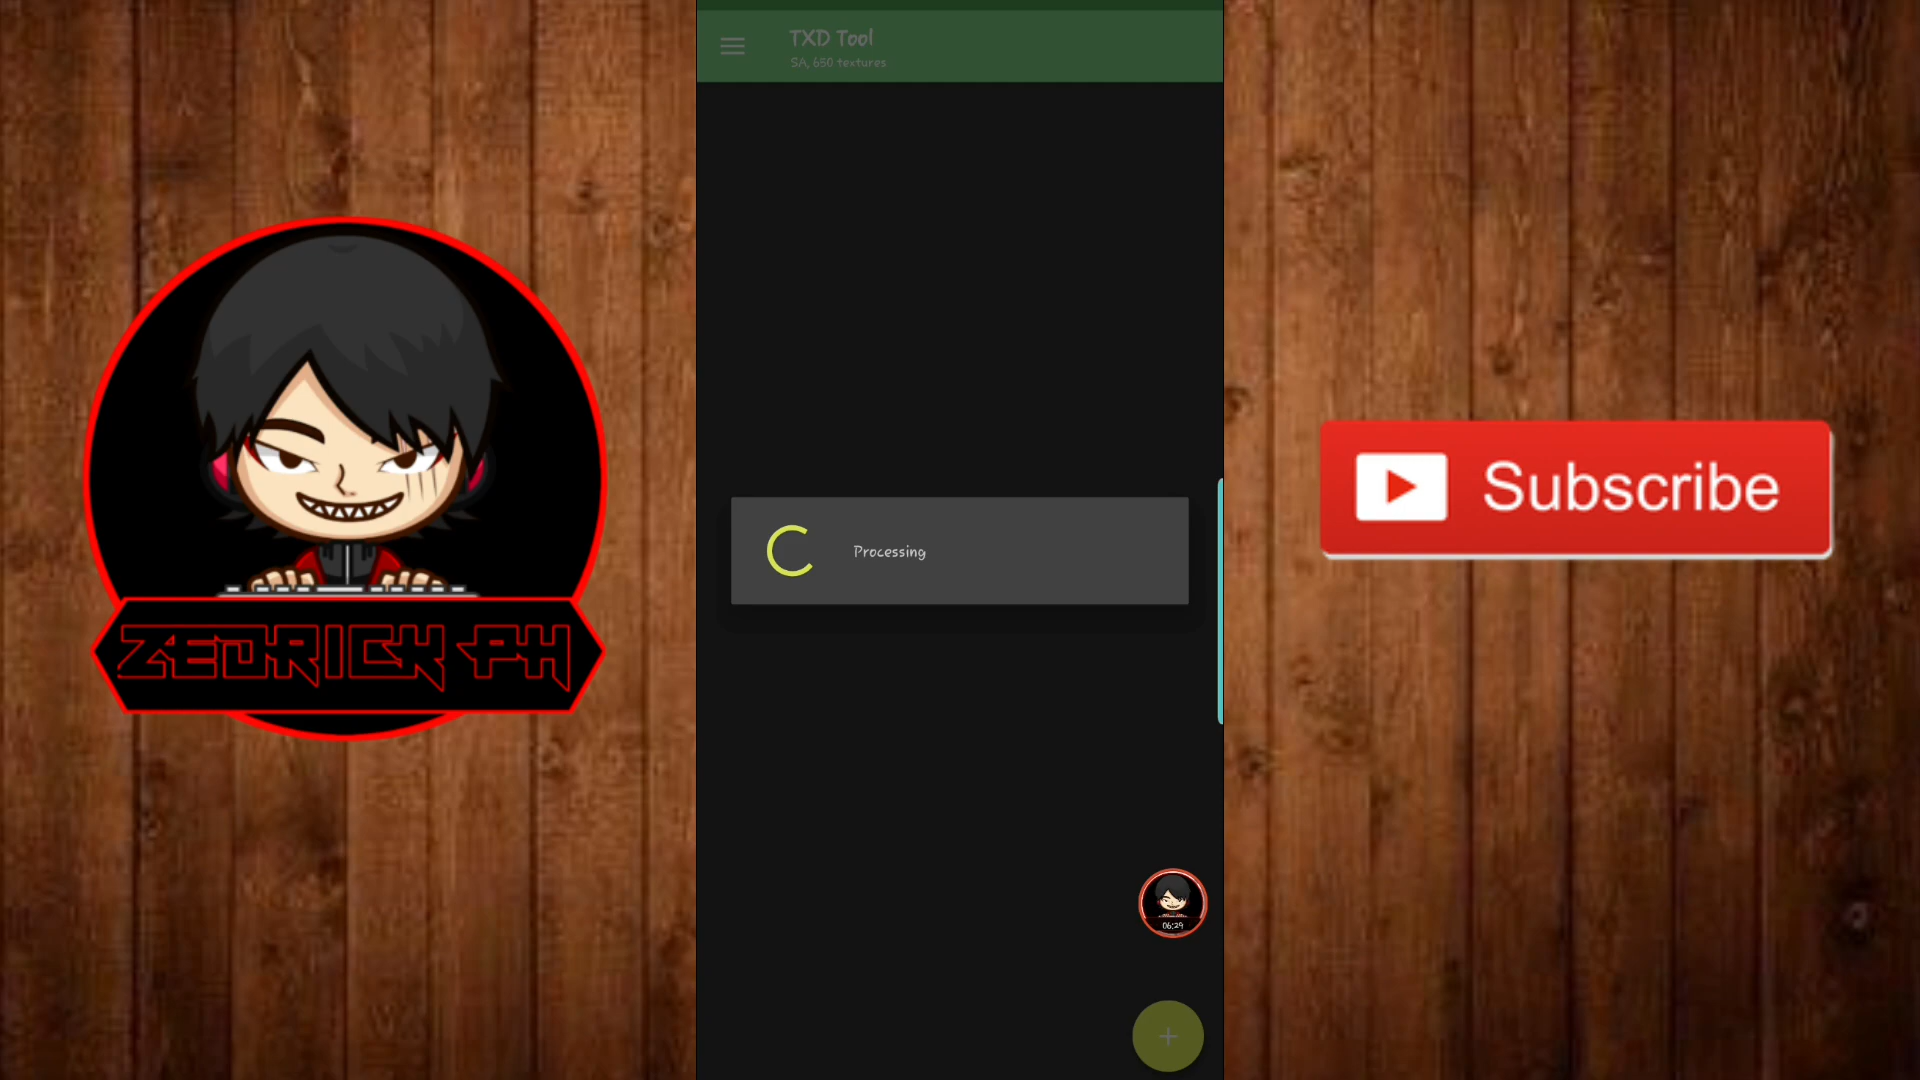 TXD Tool
SA, 650 textures
Processing
Subscribe
ZEDRICK PH
06:29